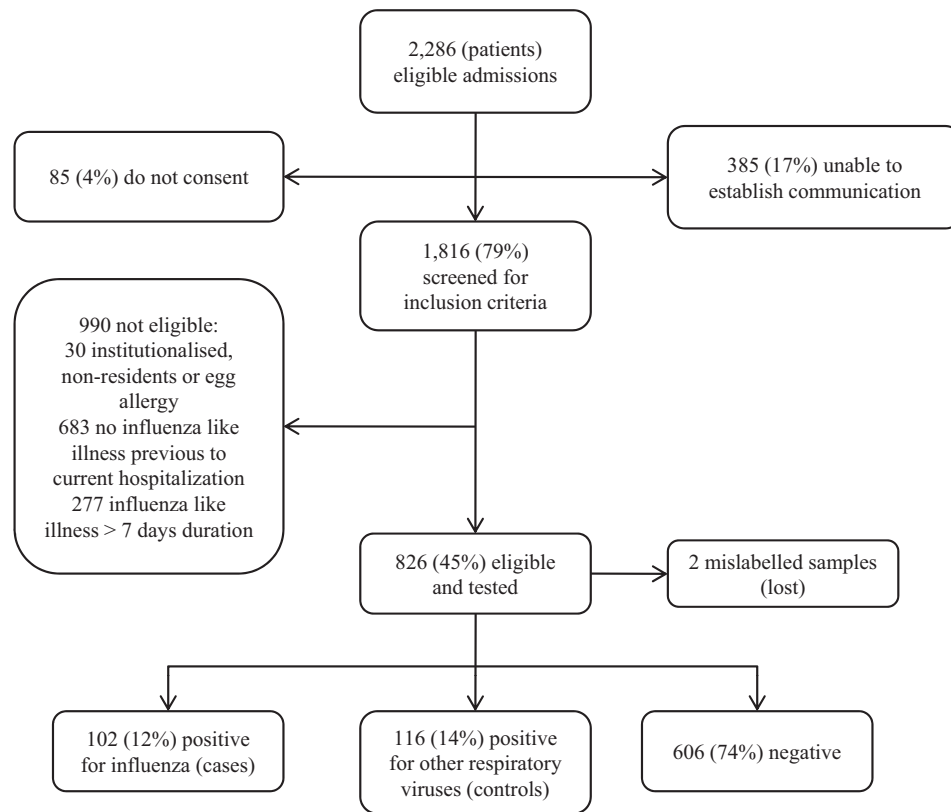 2,286 (patients)
eligible admissions
85 (4%) do not consent
385 (17%) unable to
establish communication
1,816 (79%)
screened for
inclusion criteria
990 not eligible:
30 institutionalised,
non-residents or egg
allergy
683 no influenza like
illness previous to
current hospitalization
277 influenza like
illness > 7 days duration
826 (45%) eligible
and tested
2 mislabelled samples
(lost)
102 (12%) positive
for influenza (cases)
116 (14%) positive
for other respiratory
viruses (controls)
606 (74%) negative